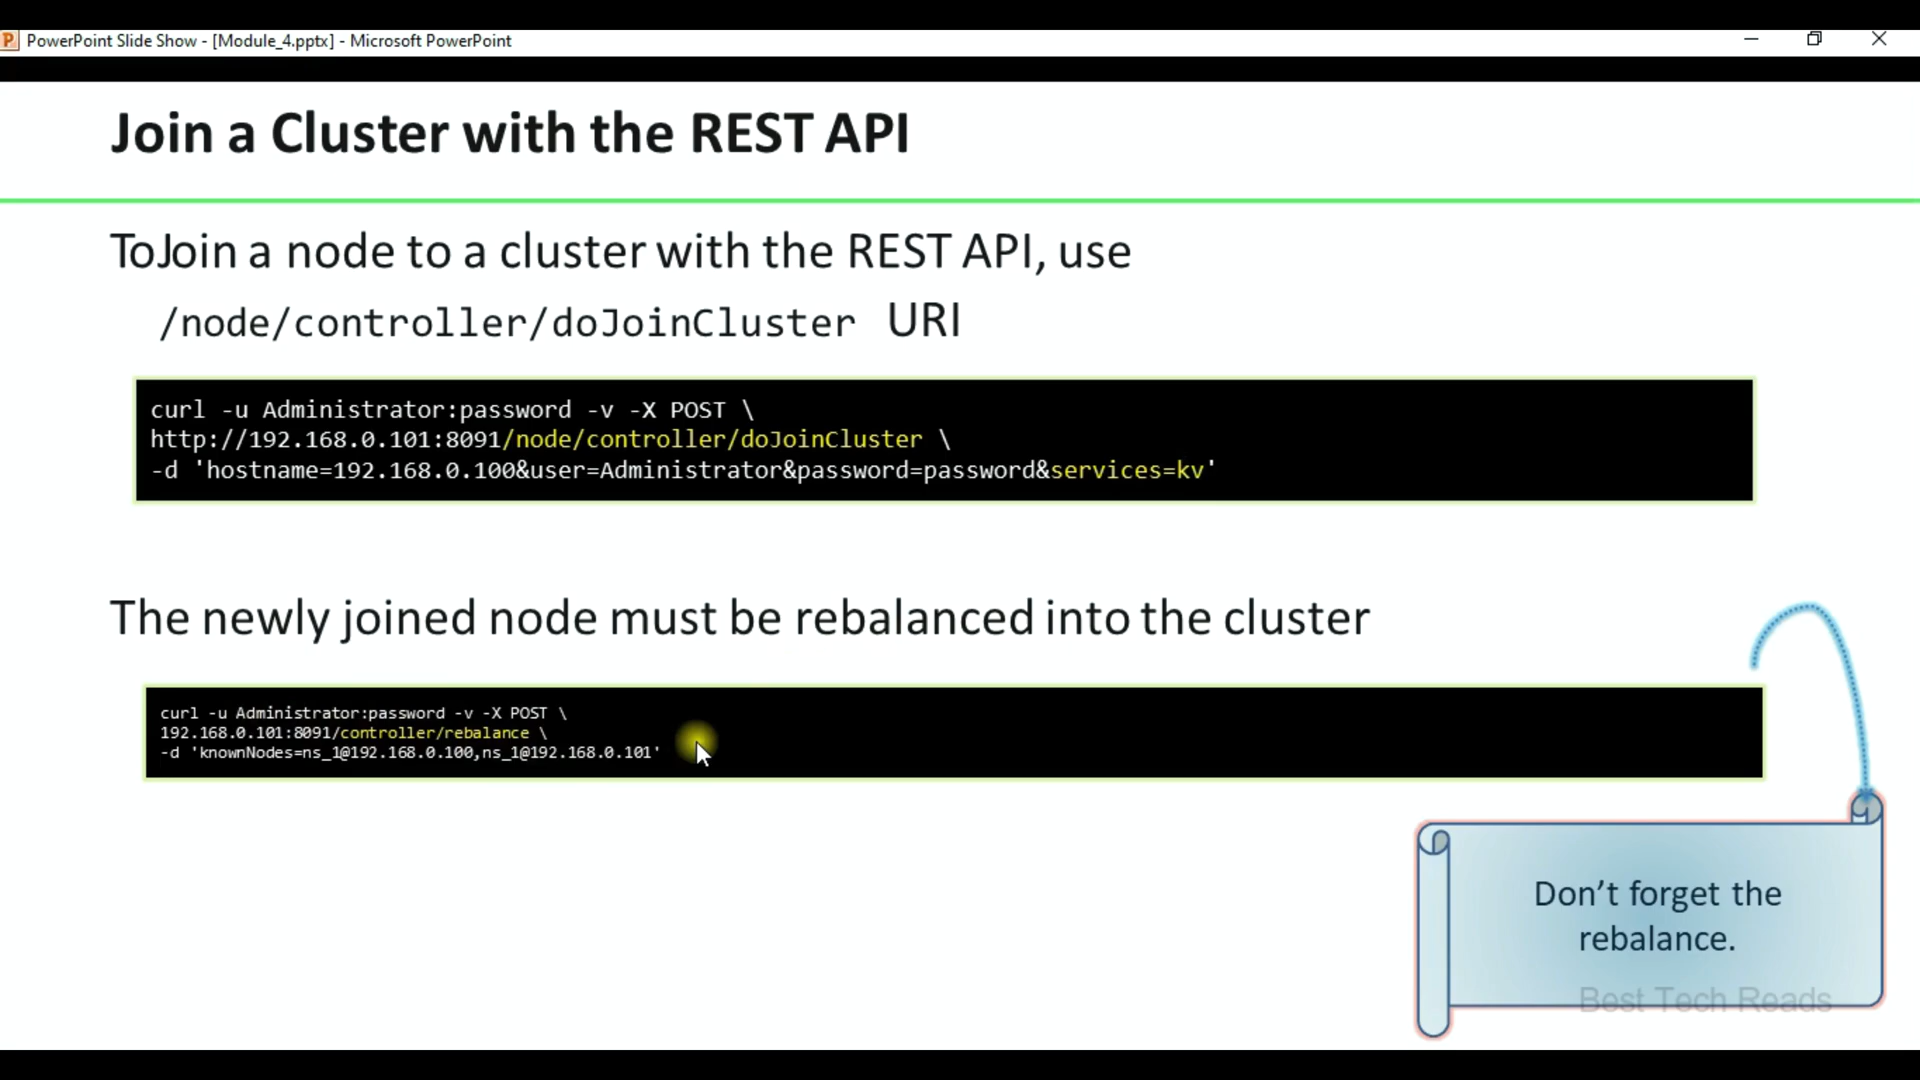 PowerPoint Slide Show - [Module_4.pptx] - Microsoft PowerPoint
Join a Cluster with the REST API
ToJoin a node to a cluster with the REST API, use
/node/controller/doJoinCluster URI
curl -u Administrator:password -v -X POST \
http://192.168.0.101:8091/node/controller/doJoinCluster \
-d 'hostname=192.168.0.100&user=Administrator&password=password&services=kv'
The newly joined node must be rebalanced into the cluster
curl -u Administrator:password -v -X POST \
192.168.0.101:8091/controller/rebalance \
-d 'knownNodes=ns_1@192.168.0.100,ns_1@192.168.0.101'
Don’t forget the
rebalance.
Best Tech Reads